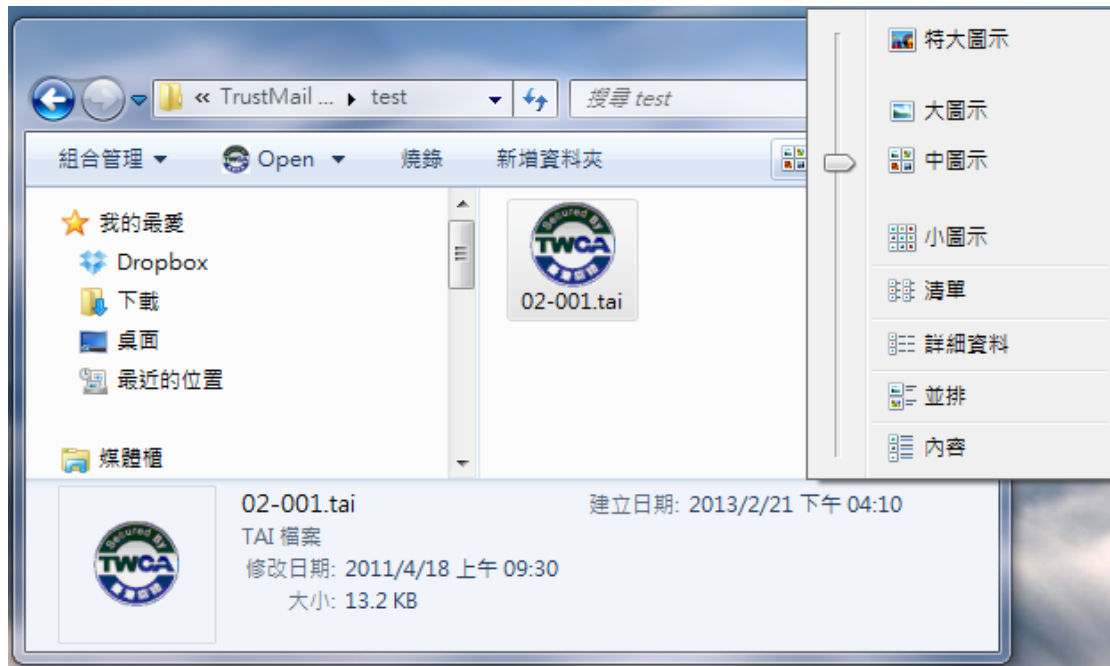 « TrustMail ... ▸ test
搜尋 test
組合管理
Open
燒錄
新增資料夾
我的最愛
Dropbox
下載
桌面
最近的位置
媒體櫃
Secured By
TWCA
02-001.tai
特大圖示
大圖示
中圖示
小圖示
清單
詳細資料
並排
內容
Secured By
TWCA
02-001.tai
建立日期: 2013/2/21 下午 04:10
TAI 檔案
修改日期: 2011/4/18 上午 09:30
大小: 13.2 KB